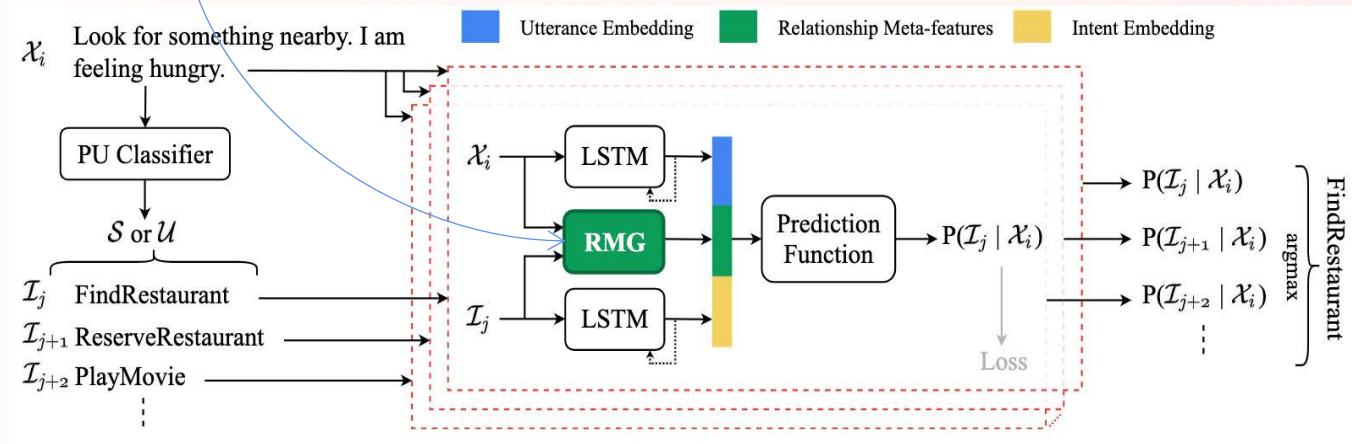 Utterance Embedding
Relationship Meta-features
Intent Embedding
𝒳ᵢ Look for something nearby. I am
feeling hungry.
PU Classifier
𝒮 or 𝒰
ℐⱼ FindRestaurant
ℐⱼ₊₁ ReserveRestaurant
ℐⱼ₊₂ PlayMovie
𝒳ᵢ
LSTM
RMG
ℐⱼ
LSTM
Prediction
Function
P(ℐⱼ | 𝒳ᵢ)
Loss
P(ℐⱼ | 𝒳ᵢ)
P(ℐⱼ₊₁ | 𝒳ᵢ)
P(ℐⱼ₊₂ | 𝒳ᵢ)
argmax
FindRestaurant